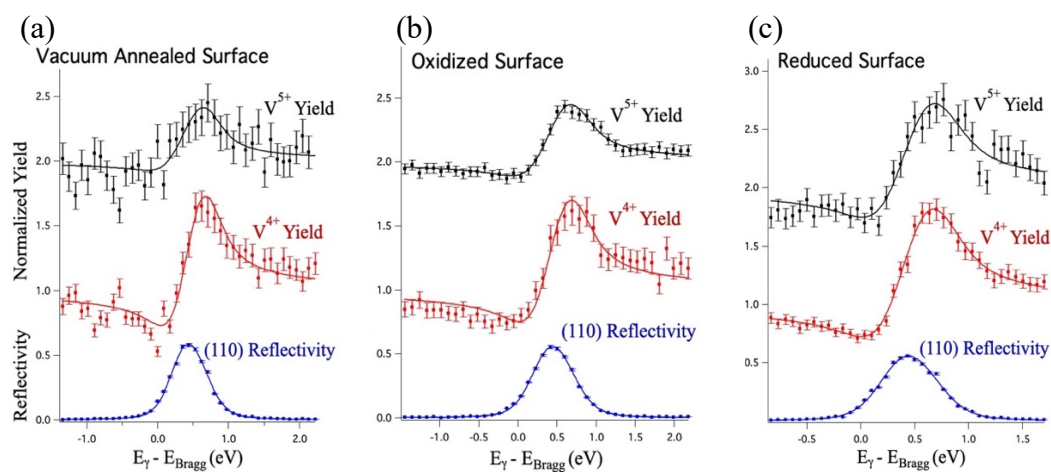 (a)
Vacuum Annealed Surface
V⁵⁺ Yield
V⁴⁺ Yield
(110) Reflectivity
Normalized Yield
Reflectivity
2.5
2.0
1.5
1.0
0.5
0.0
-1.0
0.0
1.0
2.0
Eγ - EBragg (eV)
(b)
Oxidized Surface
V⁵⁺ Yield
V⁴⁺ Yield
(110) Reflectivity
2.5
2.0
1.5
1.0
0.5
0.0
-1.0
-0.5
0.0
0.5
1.0
1.5
2.0
Eγ - EBragg (eV)
(c)
Reduced Surface
V⁵⁺ Yield
V⁴⁺ Yield
(110) Reflectivity
3.0
2.5
2.0
1.5
1.0
0.5
0.0
-0.5
0.0
0.5
1.0
1.5
Eγ - EBragg (eV)